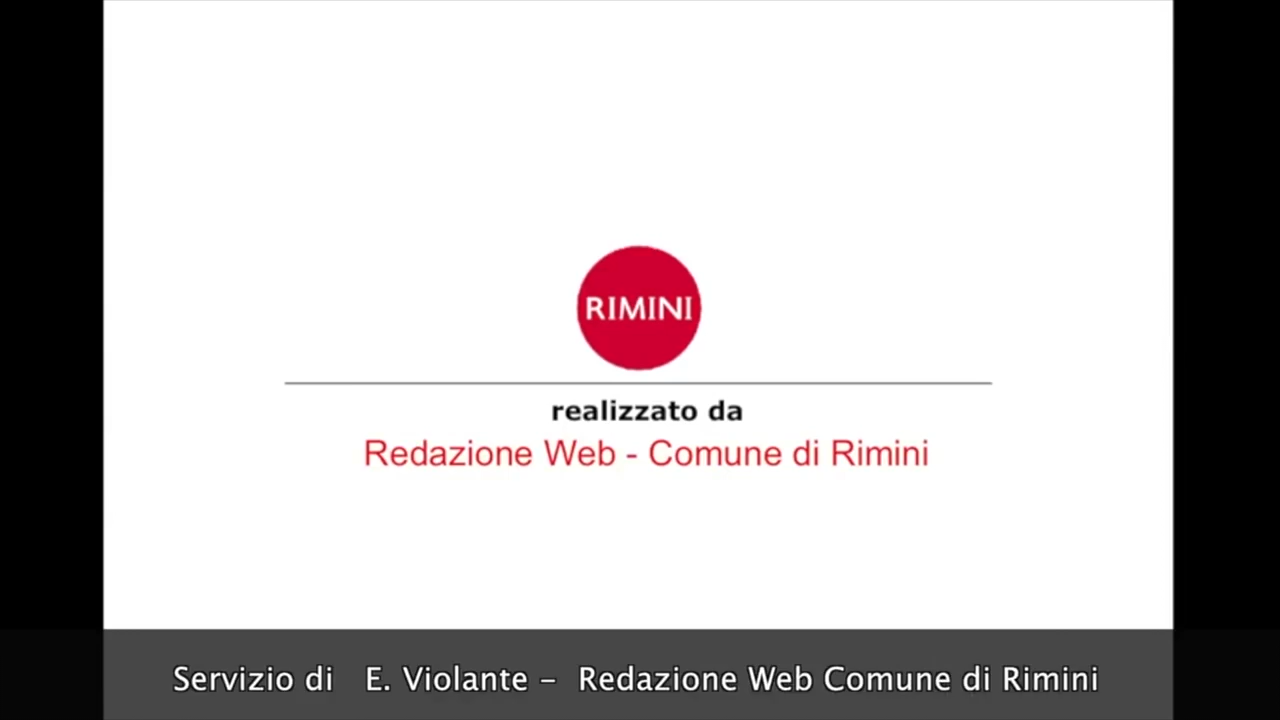 RIMINI
realizzato da
Redazione Web - Comune di Rimini
Servizio di E. Violante – Redazione Web Comune di Rimini